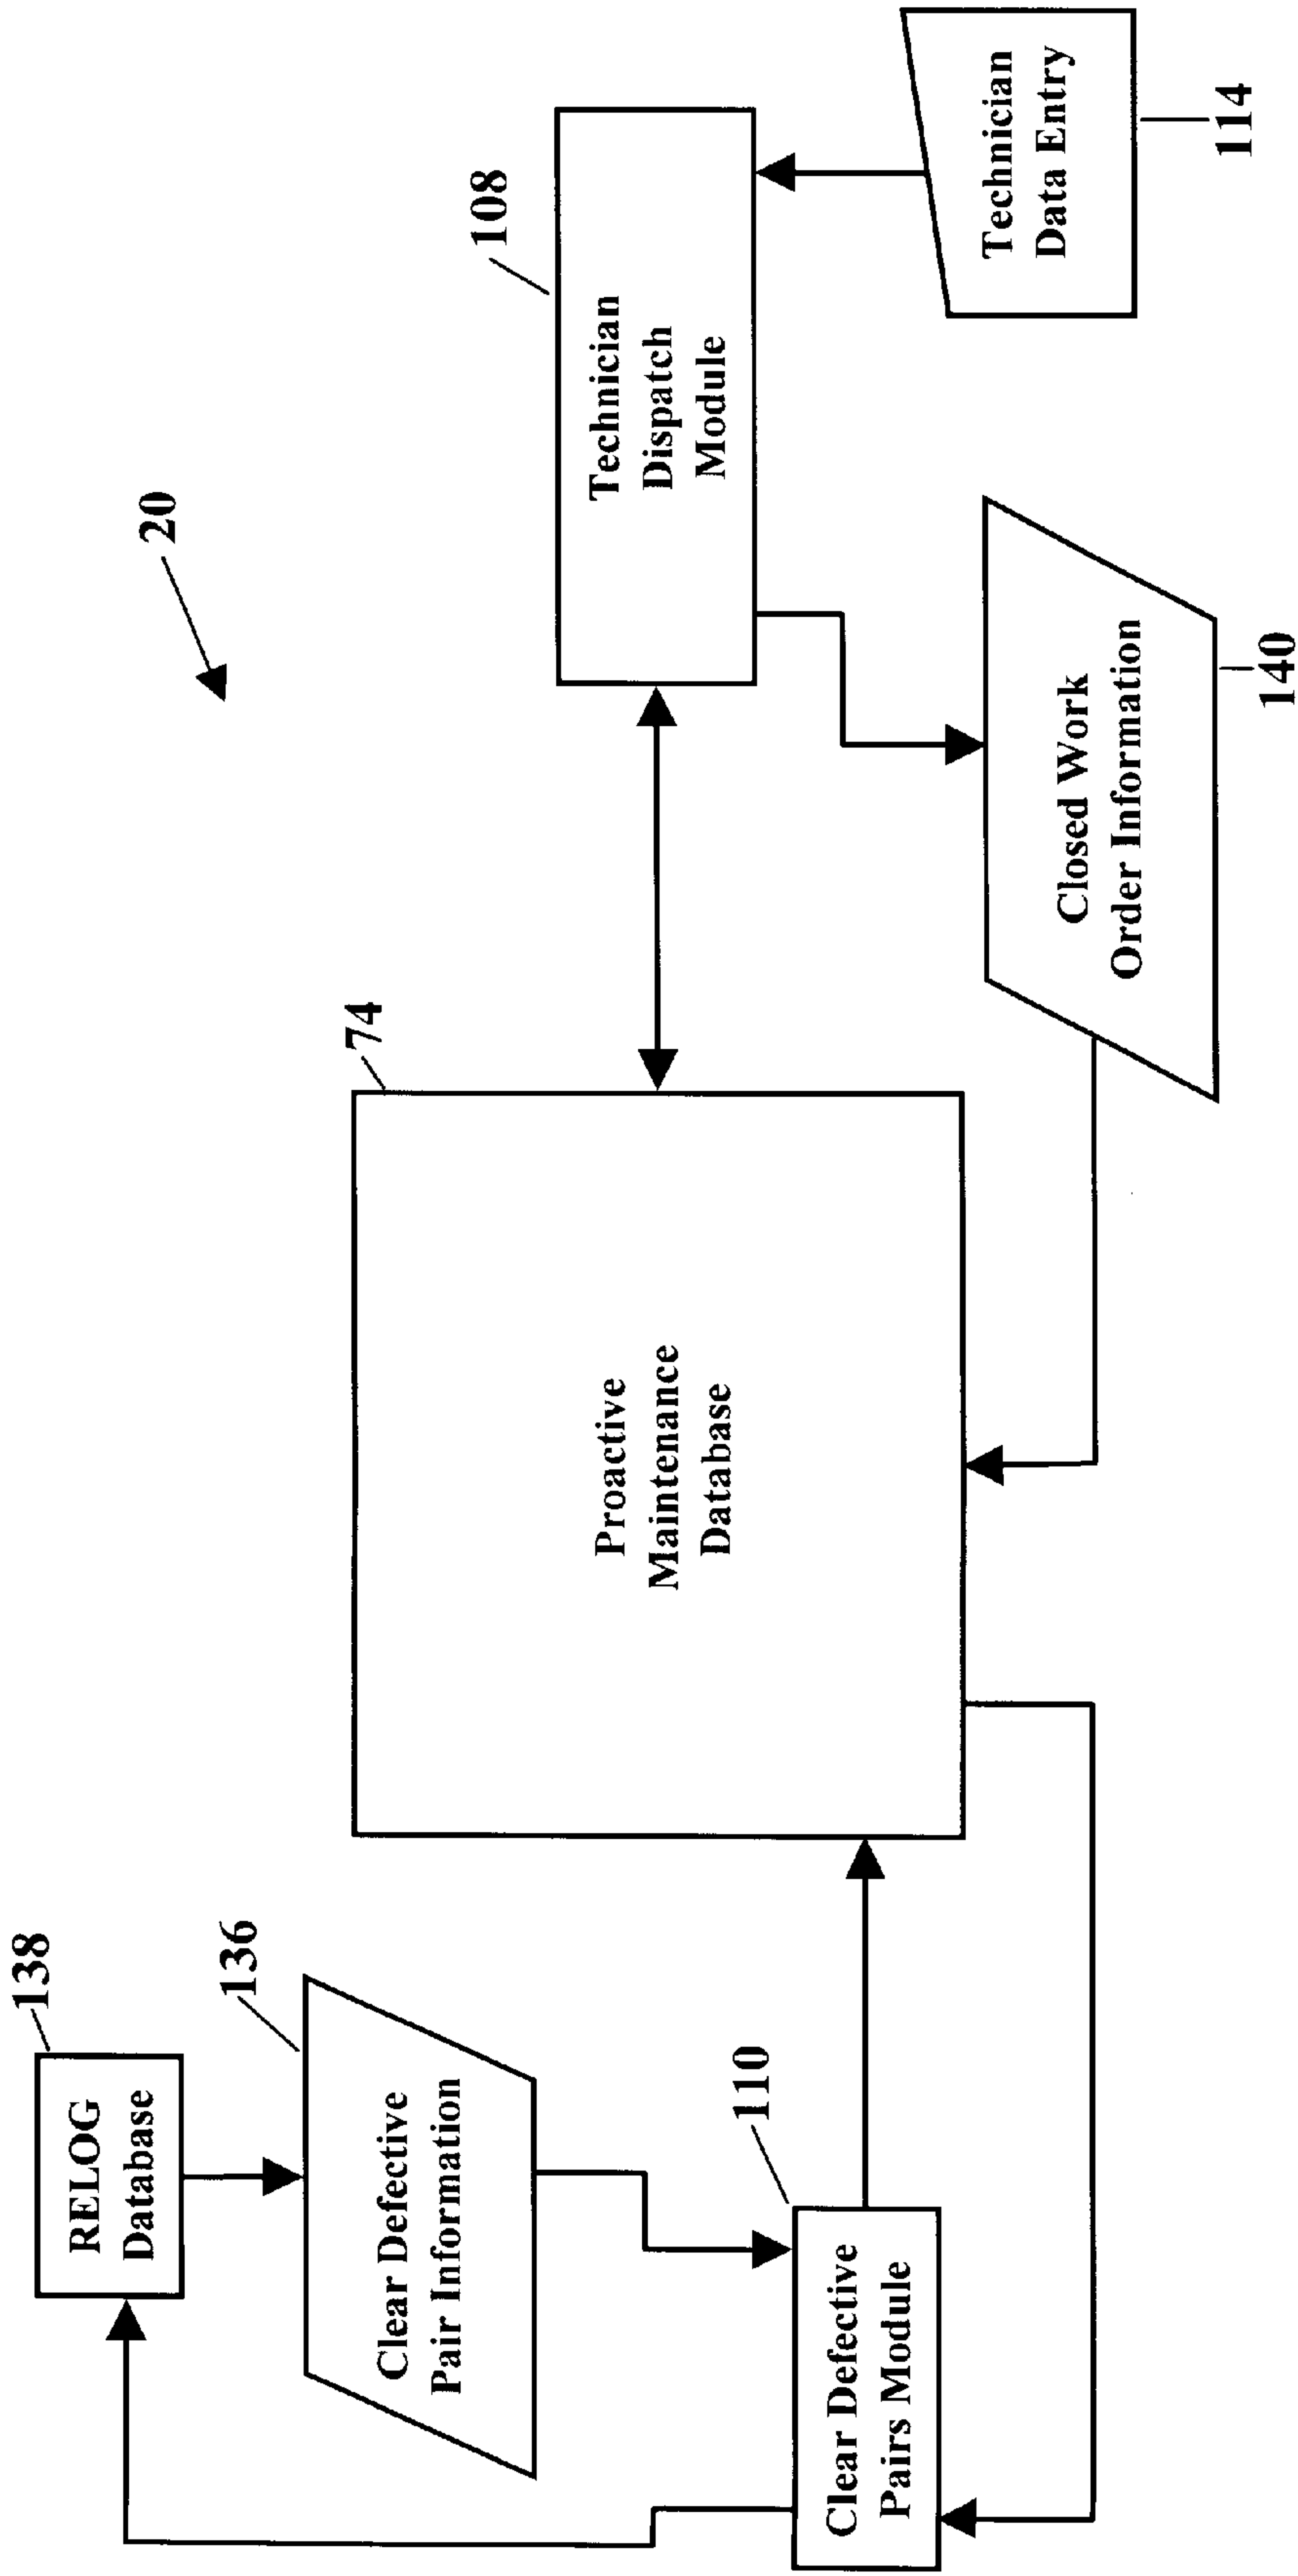 138
RELOG
Database
136
Clear Defective
Pair Information
110
Clear Defective
Pairs Module
74
Proactive
Maintenance
Database
20
108
Technician
Dispatch
Module
Closed Work
Order Information
140
Technician
Data Entry
114